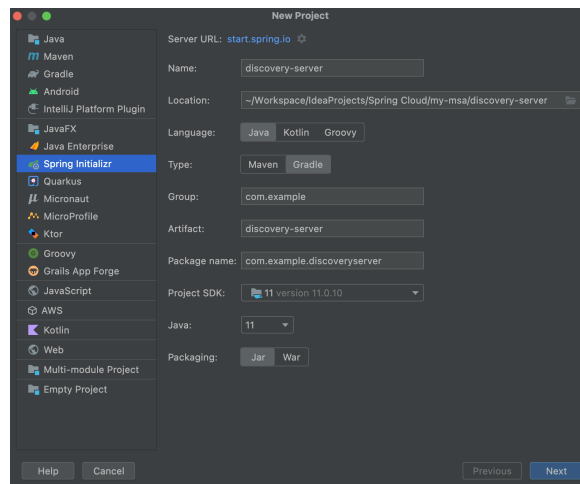 New Project
Java
Maven
Gradle
Android
IntelliJ Platform Plugin
JavaFX
Java Enterprise
Spring Initializr
Quarkus
Micronaut
MicroProfile
Ktor
Groovy
Grails App Forge
JavaScript
AWS
Kotlin
Web
Multi-module Project
Empty Project
Server URL: start.spring.io
Name: discovery-server
Location: ~/Workspace/IdeaProjects/Spring Cloud/my-msa/discovery-server
Language: Java Kotlin Groovy
Type: Maven Gradle
Group: com.example
Artifact: discovery-server
Package name: com.example.discoveryserver
Project SDK: 11 version 11.0.10
Java: 11
Packaging: Jar War
Help Cancel Previous Next